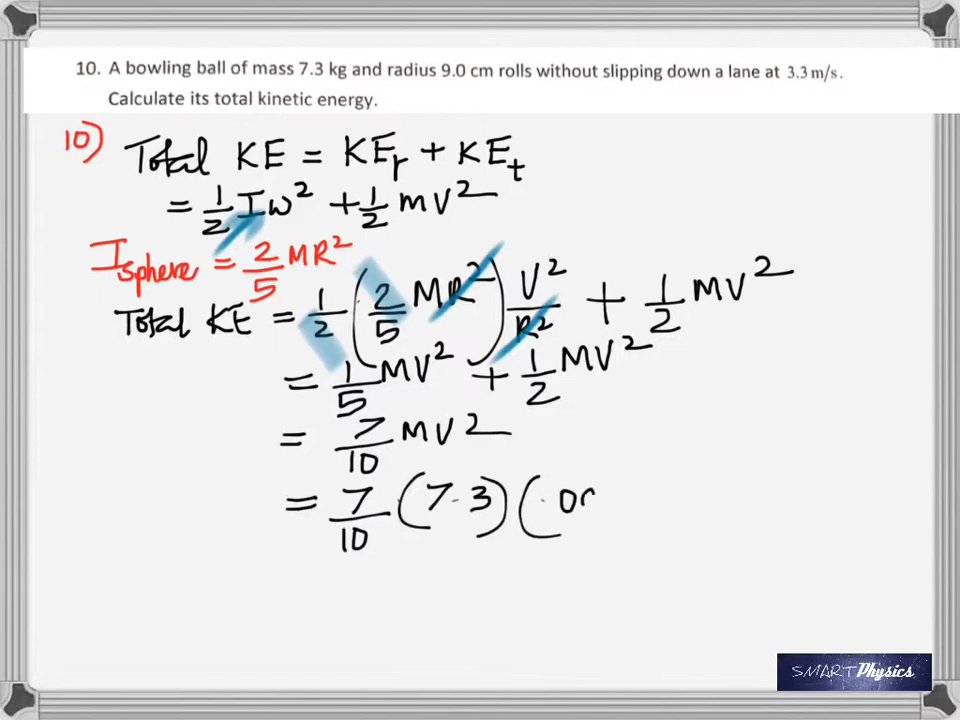 10. A bowling ball of mass 7.3 kg and radius 9.0 cm rolls without slipping down a lane at 3.3 m/s.
Calculate its total kinetic energy.
10) Total KE = KEr + KEt
= 1/2 Iω² + 1/2 mv²
Isphere = 2/5 MR²
Total KE = 1/2 (2/5 MR²) V²/R² + 1/2 MV²
= 1/5 MV² + 1/2 MV²
= 7/10 MV²
= 7/10 (7.3) (.0
SMART Physics